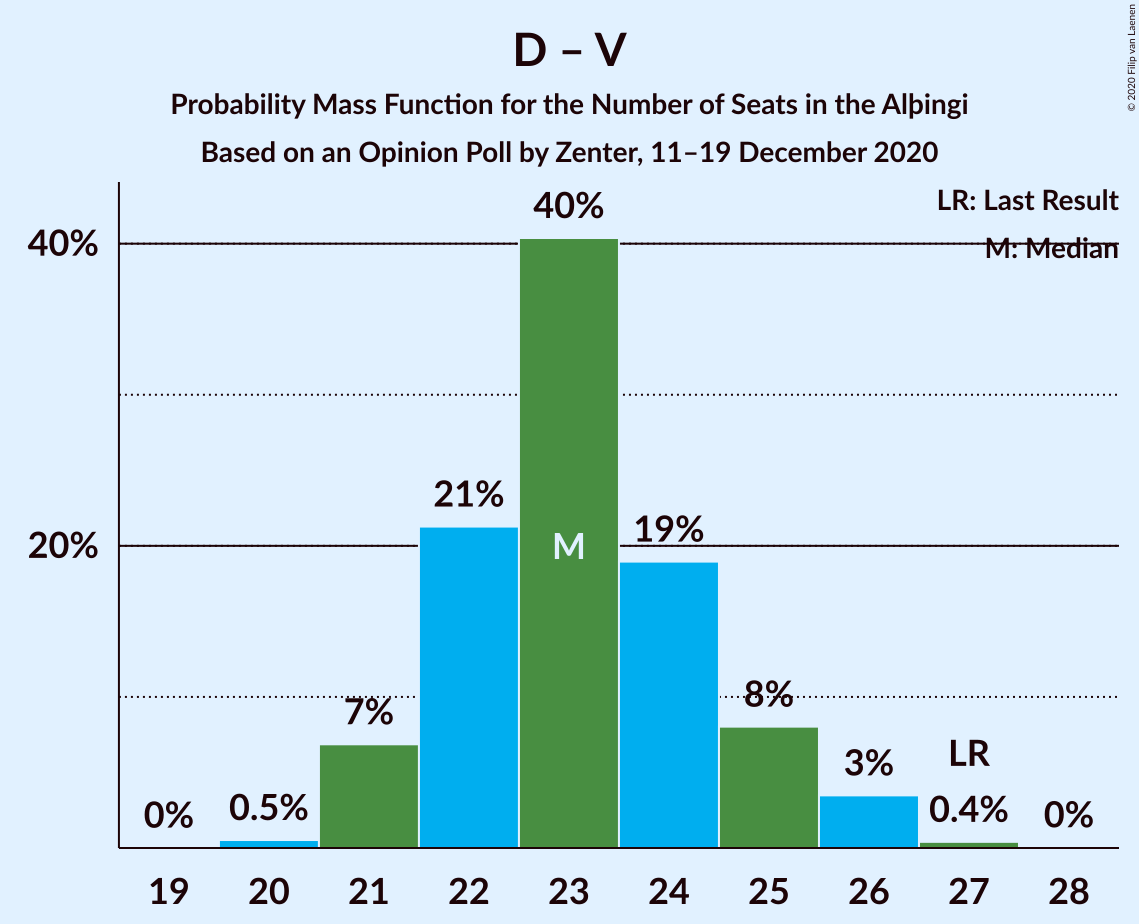 D – V
Probability Mass Function for the Number of Seats in the Alþingi
Based on an Opinion Poll by Zenter, 11–19 December 2020
© 2020 Filip van Laenen
LR: Last Result
M: Median
40%
20%
0%
0.5%
7%
21%
40%
M
19%
8%
3%
LR
0.4%
0%
19 20 21 22 23 24 25 26 27 28